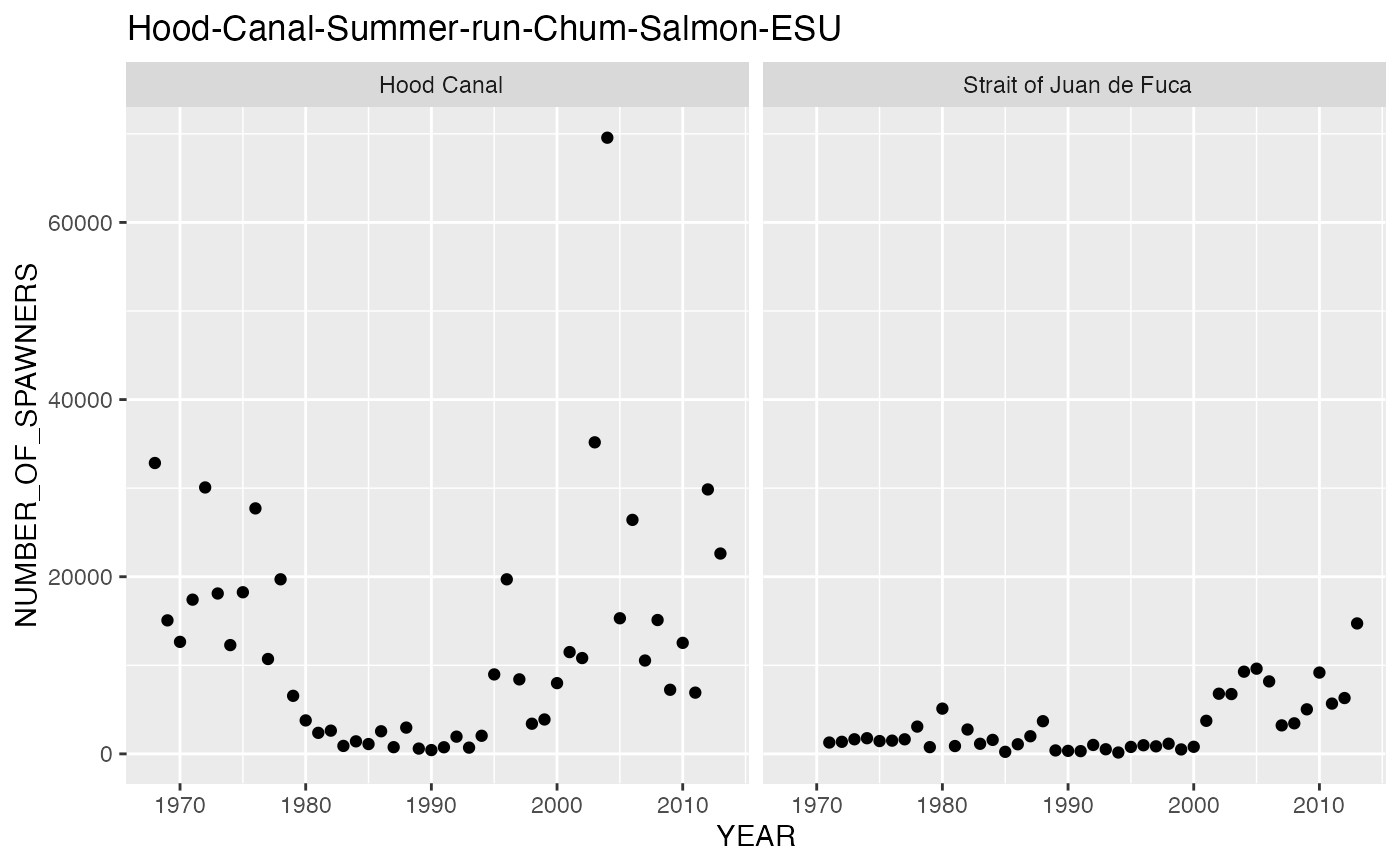 Hood-Canal-Summer-run-Chum-Salmon-ESU
Hood Canal
Strait of Juan de Fuca
NUMBER_OF_SPAWNERS
60000
40000
20000
0
1970 1980 1990 2000 2010
1970 1980 1990 2000 2010
YEAR